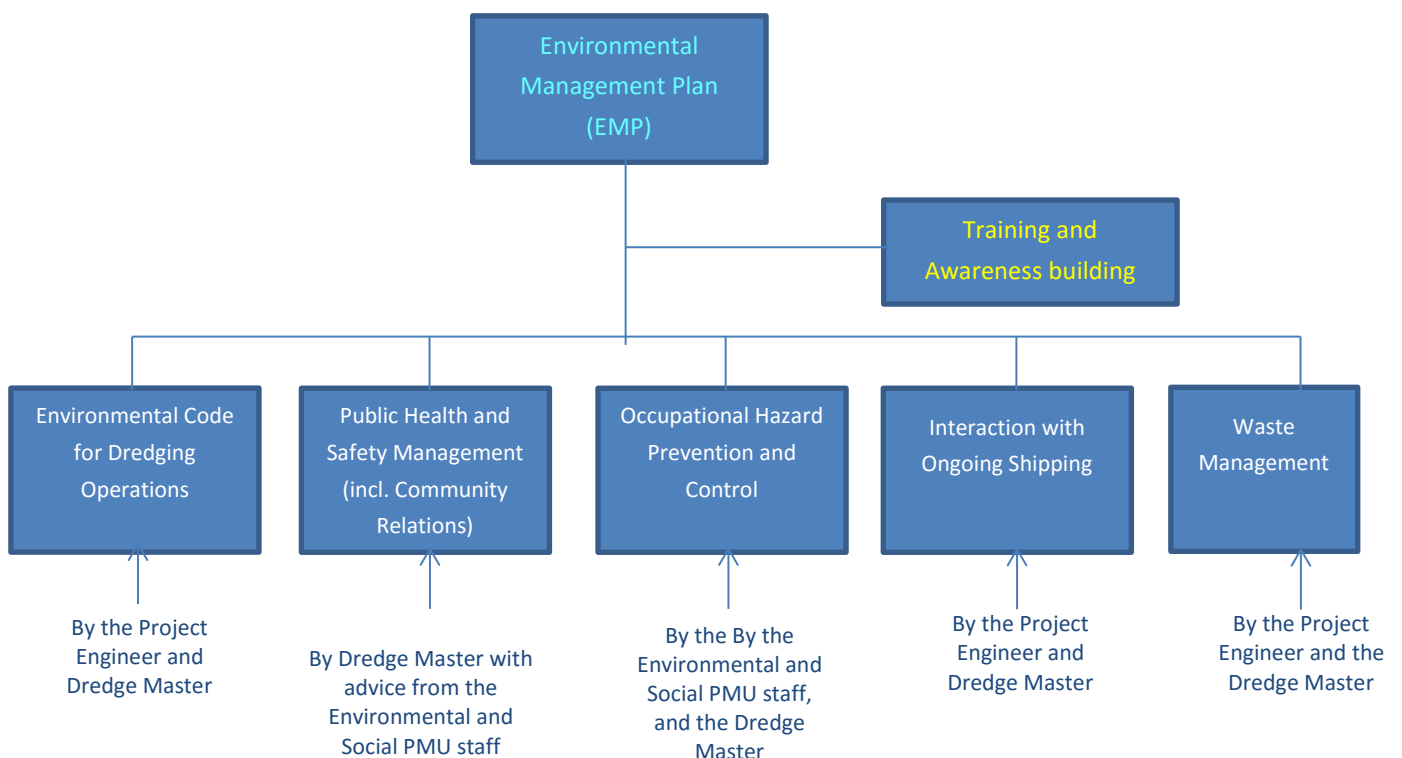 Environmental
Management Plan
(EMP)
Training and
Awareness building
Environmental Code
for Dredging
Operations
Public Health and
Safety Management
(incl. Community
Relations)
Occupational Hazard
Prevention and
Control
Interaction with
Ongoing Shipping
Waste
Management
By the Project
Engineer and
Dredge Master
By Dredge Master with
advice from the
Environmental and
Social PMU staff
By the By the
Environmental and
Social PMU staff,
and the Dredge
Master
By the Project
Engineer and
Dredge Master
By the Project
Engineer and the
Dredge Master